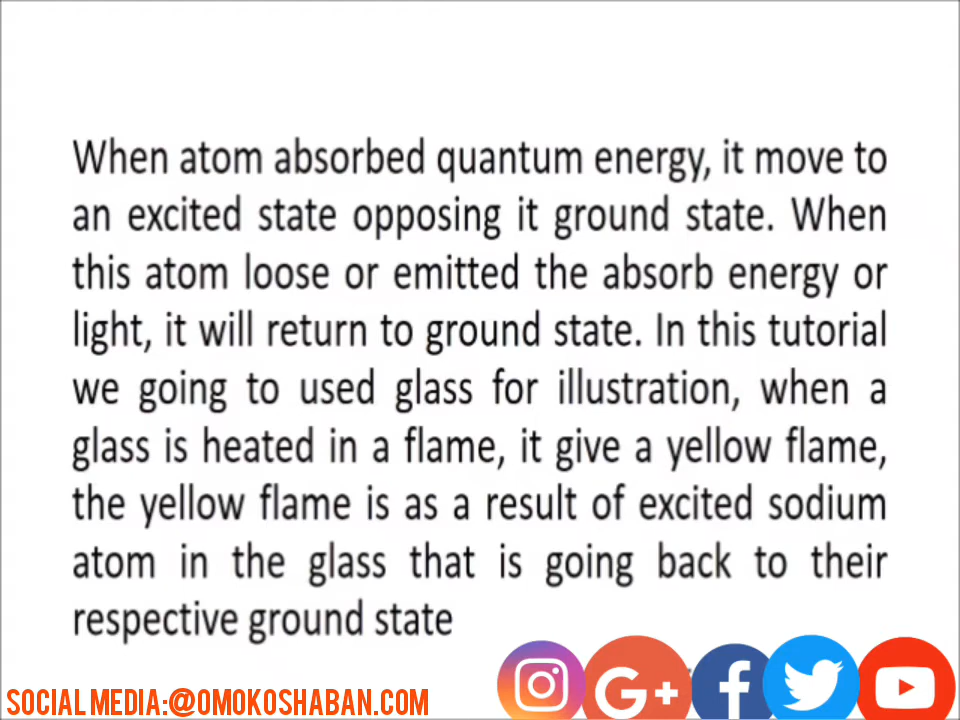 When atom absorbed quantum energy, it move to
an excited state opposing it ground state. When
this atom loose or emitted the absorb energy or
light, it will return to ground state. In this tutorial
we going to used glass for illustration, when a
glass is heated in a flame, it give a yellow flame,
the yellow flame is as a result of excited sodium
atom in the glass that is going back to their
respective ground state
G+ f
SOCIAL MEDIA:@OMOKOSHABAN.COM